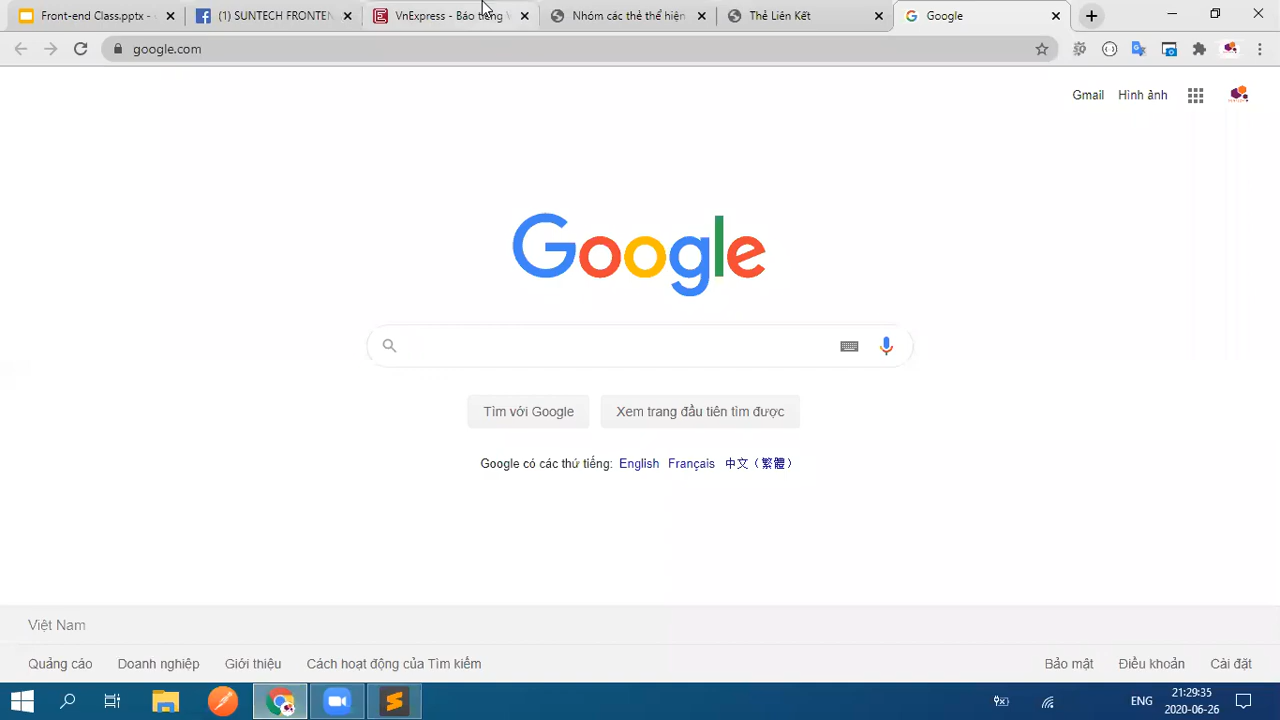 Front-end Class.pptx -
(1) SUNTECH FRONTEN
VnExpress - Báo
Nhóm các thẻ thể hiện
Thẻ Liên Kết
Google
google.com
Gmail
Hình ảnh
Google
Tìm với Google
Xem trang đầu tiên tìm được
Google có các thứ tiếng: English Français 中文（繁體）
Việt Nam
Quảng cáo
Doanh nghiệp
Giới thiệu
Cách hoạt động của Tìm kiếm
Bảo mật
Điều khoản
Cài đặt
ENG
21:29:35
2020-06-26